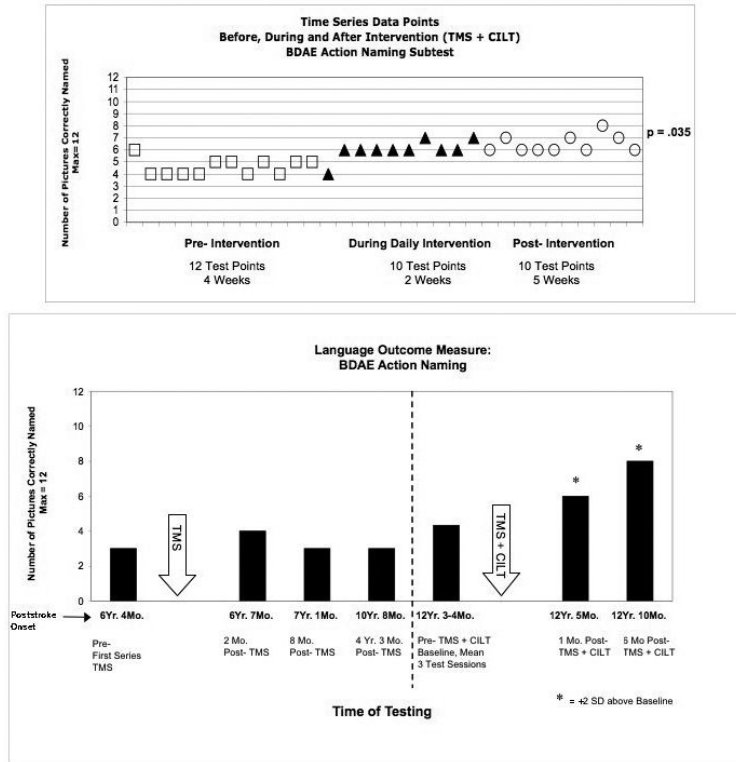 Time Series Data Points
Before, During and After Intervention (TMS + CILT)
BDAE Action Naming Subtest
Number of Pictures Correctly Named
Max= 12
12
11
10
9
8
7
6
5
4
3
2
1
0
p = .035
Pre- Intervention
During Daily Intervention
Post- Intervention
12 Test Points
4 Weeks
10 Test Points
2 Weeks
10 Test Points
5 Weeks
Language Outcome Measure:
BDAE Action Naming
Number of Pictures Correctly Named
Max = 12
12
10
8
6
4
2
0
TMS
TMS + CILT
*
*
Poststroke
Onset
6Yr. 4Mo.
6Yr. 7Mo.
7Yr. 1Mo.
10Yr. 8Mo.
12Yr. 3-4Mo.
12Yr. 5Mo.
12Yr. 10Mo.
Pre-
First Series
TMS
2 Mo.
Post- TMS
8 Mo.
Post- TMS
4 Yr. 3 Mo.
Post- TMS
Pre- TMS + CILT
Baseline, Mean
3 Test Sessions
1 Mo. Post-
TMS + CILT
6 Mo Post-
TMS + CILT
* = +2 SD above Baseline
Time of Testing